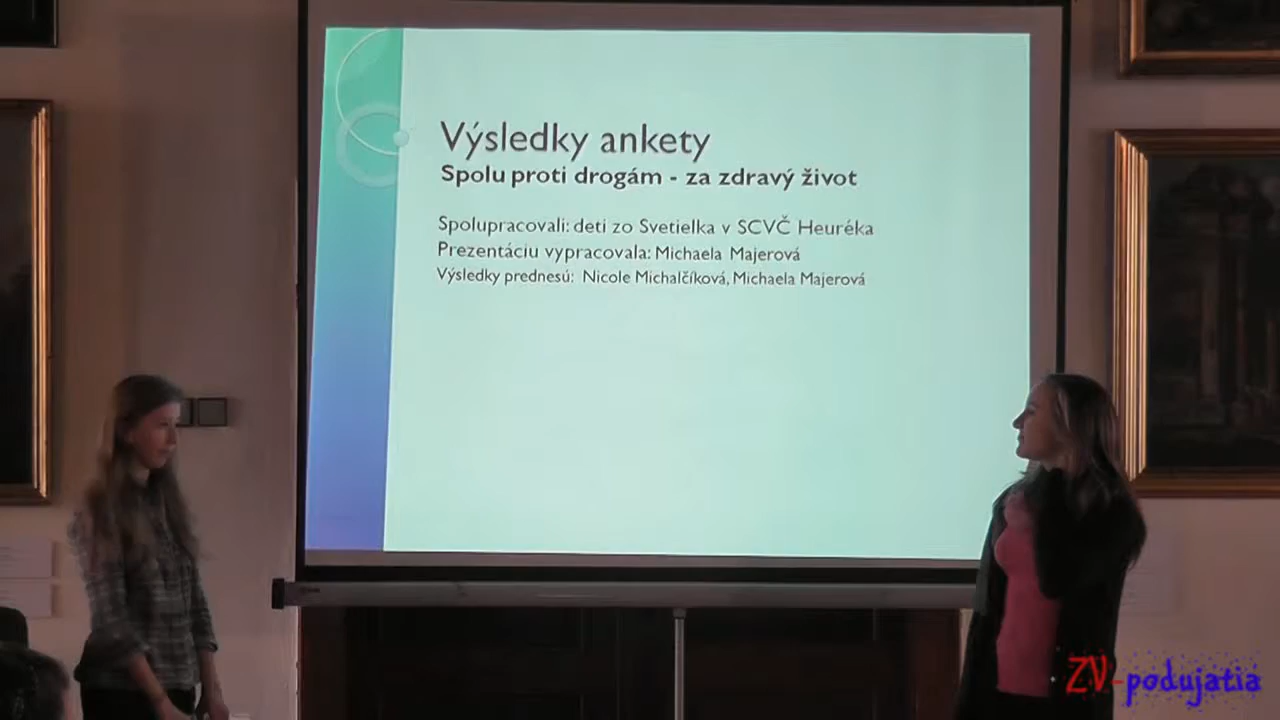 Výsledky ankety
Spolu proti drogám - za zdravý život
Spolupracovali: deti zo Svetielka v SCVČ Heuréka
Prezentáciu vypracovala: Michaela Majerová
Výsledky prednesú: Nicole Michalčíková, Michaela Majerová
ZV-podujatia